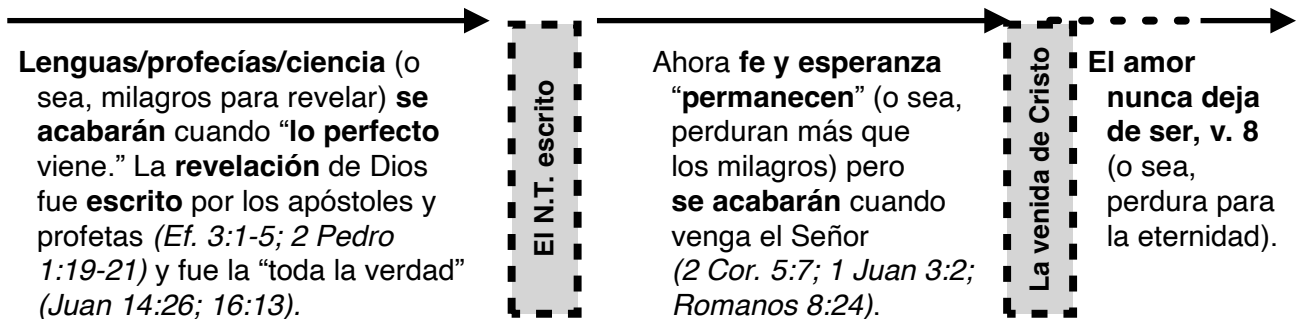 Lenguas/profecías/ciencia (o
sea, milagros para revelar) se
acabarán cuando “lo perfecto
viene.” La revelación de Dios
fue escrito por los apóstoles y
profetas (Ef. 3:1-5; 2 Pedro
1:19-21) y fue la “toda la verdad”
(Juan 14:26; 16:13).
El N.T. escrito
Ahora fe y esperanza
“permanecen” (o sea,
perduran más que
los milagros) pero
se acabarán cuando
venga el Señor
(2 Cor. 5:7; 1 Juan 3:2;
Romanos 8:24).
La venida de Cristo
El amor
nunca deja
de ser, v. 8
(o sea,
perdura para
la eternidad).